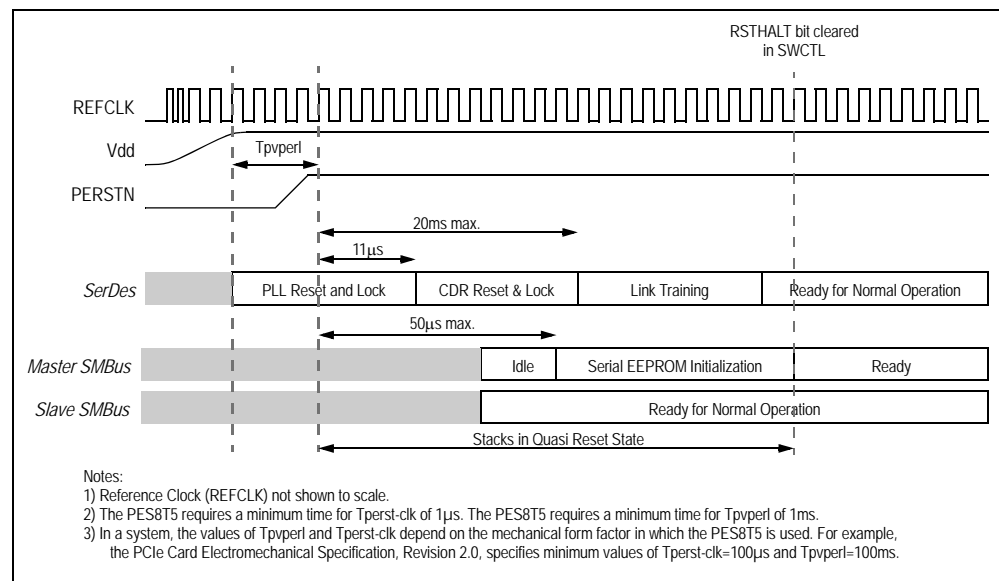 RSTHALT bit cleared
in SWCTL
REFCLK
Vdd
Tpvperl
PERSTN
20ms max.
11µs
SerDes
PLL Reset and Lock
CDR Reset & Lock
Link Training
Ready for Normal Operation
50µs max.
Master SMBus
Idle
Serial EEPROM Initialization
Ready
Slave SMBus
Ready for Normal Operation
Stacks in Quasi Reset State
Notes:
1) Reference Clock (REFCLK) not shown to scale.
2) The PES8T5 requires a minimum time for Tperst-clk of 1µs. The PES8T5 requires a minimum time for Tpvperl of 1ms.
3) In a system, the values of Tpvperl and Tperst-clk depend on the mechanical form factor in which the PES8T5 is used. For example,
the PCIe Card Electromechanical Specification, Revision 2.0, specifies minimum values of Tperst-clk=100µs and Tpvperl=100ms.